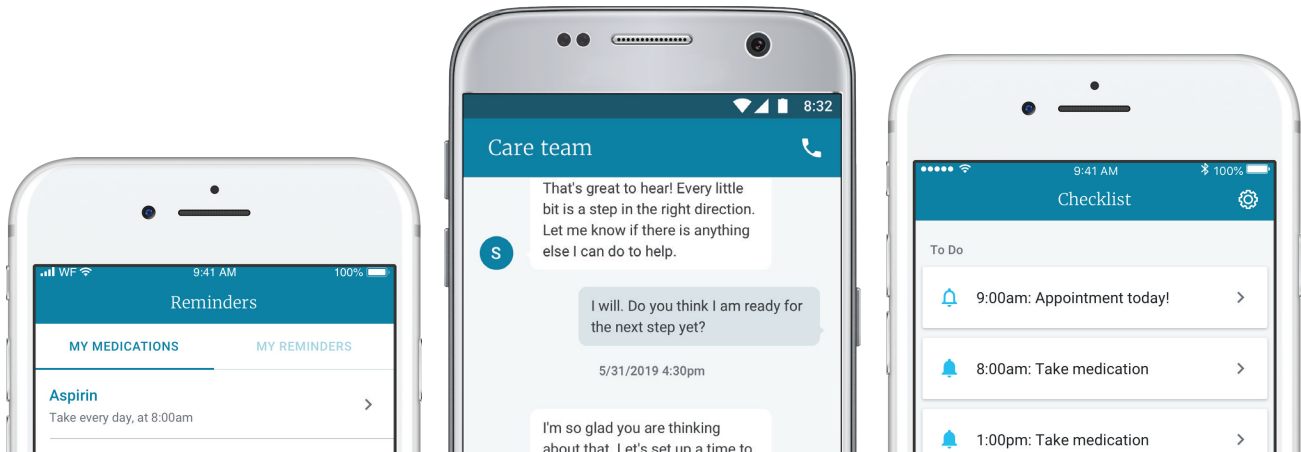 WF
9:41 AM
100%
Reminders
MY MEDICATIONS
MY REMINDERS
Aspirin
Take every day, at 8:00am
8:32
Care team
That's great to hear! Every little
bit is a step in the right direction.
Let me know if there is anything
else I can do to help.
S
I will. Do you think I am ready for
the next step yet?
5/31/2019 4:30pm
I'm so glad you are thinking
about that. Let's set up a time to
9:41 AM
100%
Checklist
To Do
9:00am: Appointment today!
8:00am: Take medication
1:00pm: Take medication